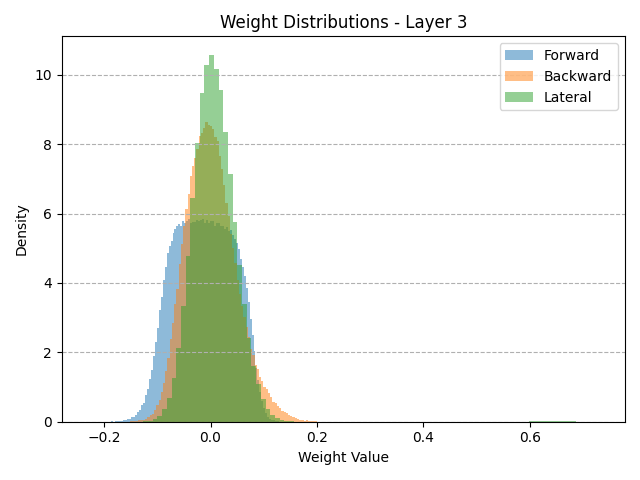 Weight Distributions - Layer 3
Forward
Backward
Lateral
Density
10
8
6
4
2
0
−0.2
0.0
0.2
0.4
0.6
Weight Value